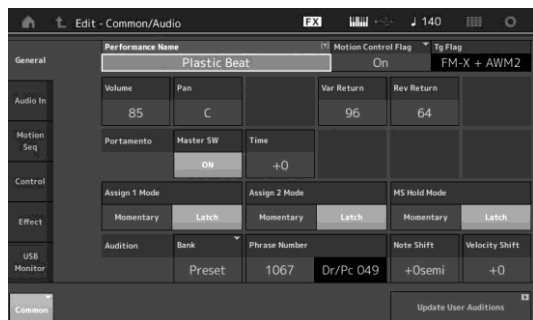 Edit - Common/Audio FX 140
General
Performance Name Motion Control Flag Tg Flag
Plastic Beat On FM-X + AWM2
Audio In
Volume Pan Var Return Rev Return
85 C 96 64
Motion Seq
Portamento Master SW Time
ON +0
Control
Assign 1 Mode Assign 2 Mode MS Hold Mode
Effect
Momentary Latch Momentary Latch Momentary Latch
USB Monitor
Audition Bank Phrase Number Note Shift Velocity Shift
Preset 1067 Dr/Pc 049 +0semi +0
Common Update User Auditions